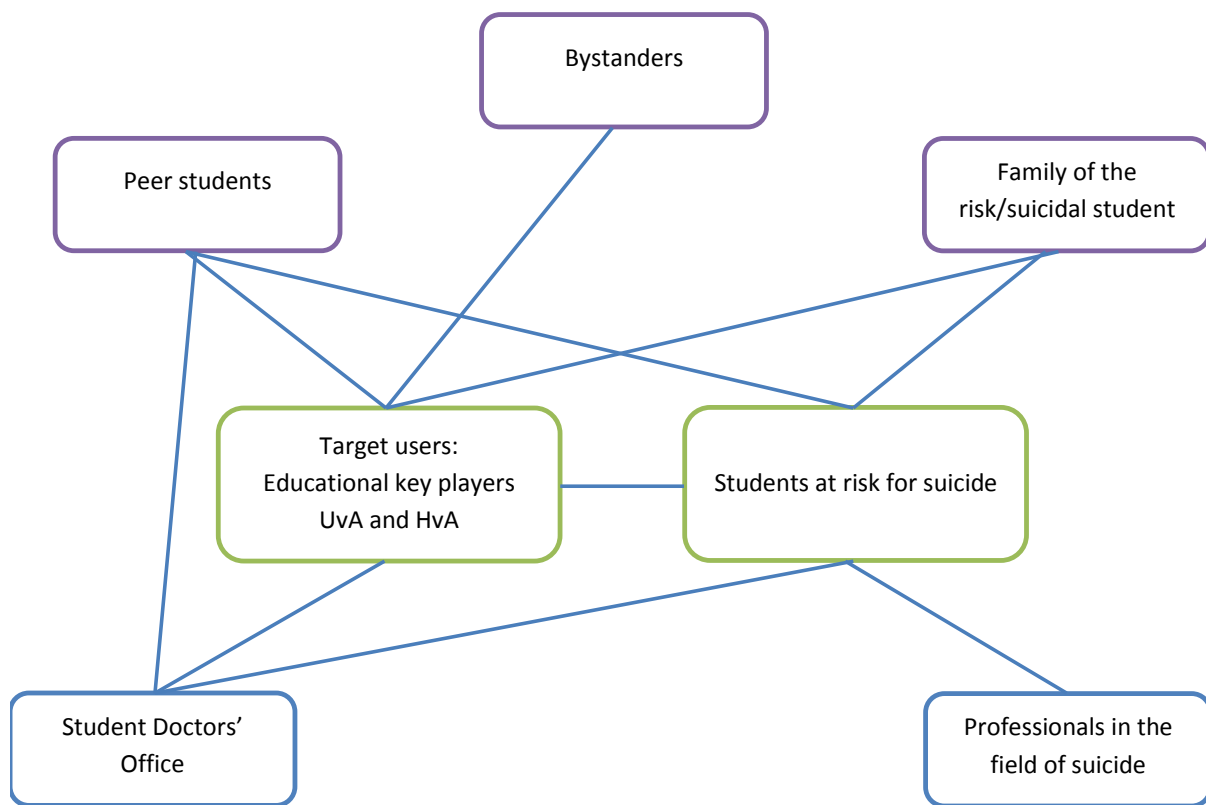 Bystanders
Peer students
Family of the
risk/suicidal student
Target users:
Educational key players
UvA and HvA
Students at risk for suicide
Student Doctors’
Office
Professionals in the
field of suicide